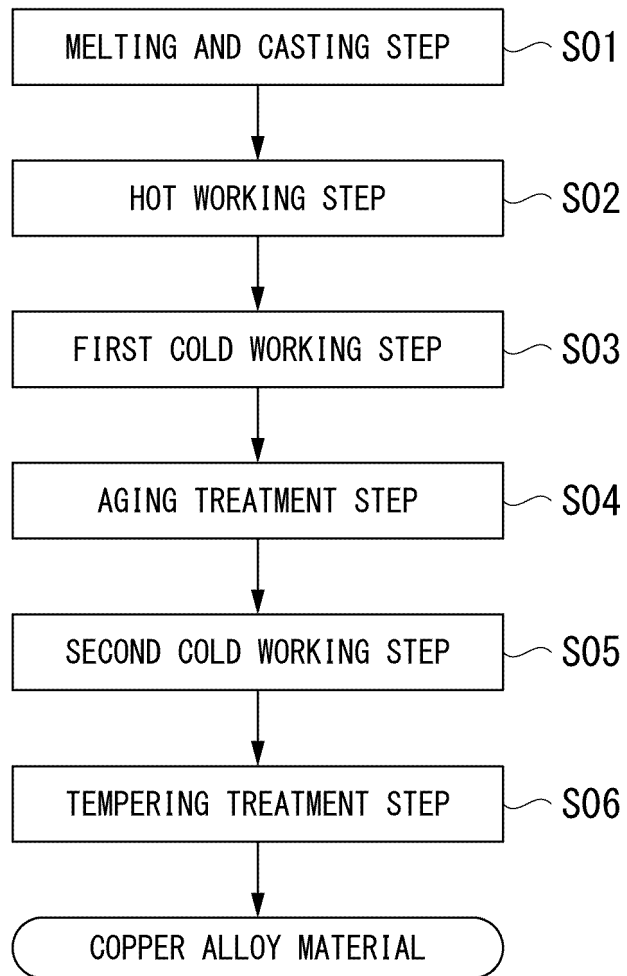 MELTING AND CASTING STEP S01
HOT WORKING STEP S02
FIRST COLD WORKING STEP S03
AGING TREATMENT STEP S04
SECOND COLD WORKING STEP S05
TEMPERING TREATMENT STEP S06
COPPER ALLOY MATERIAL